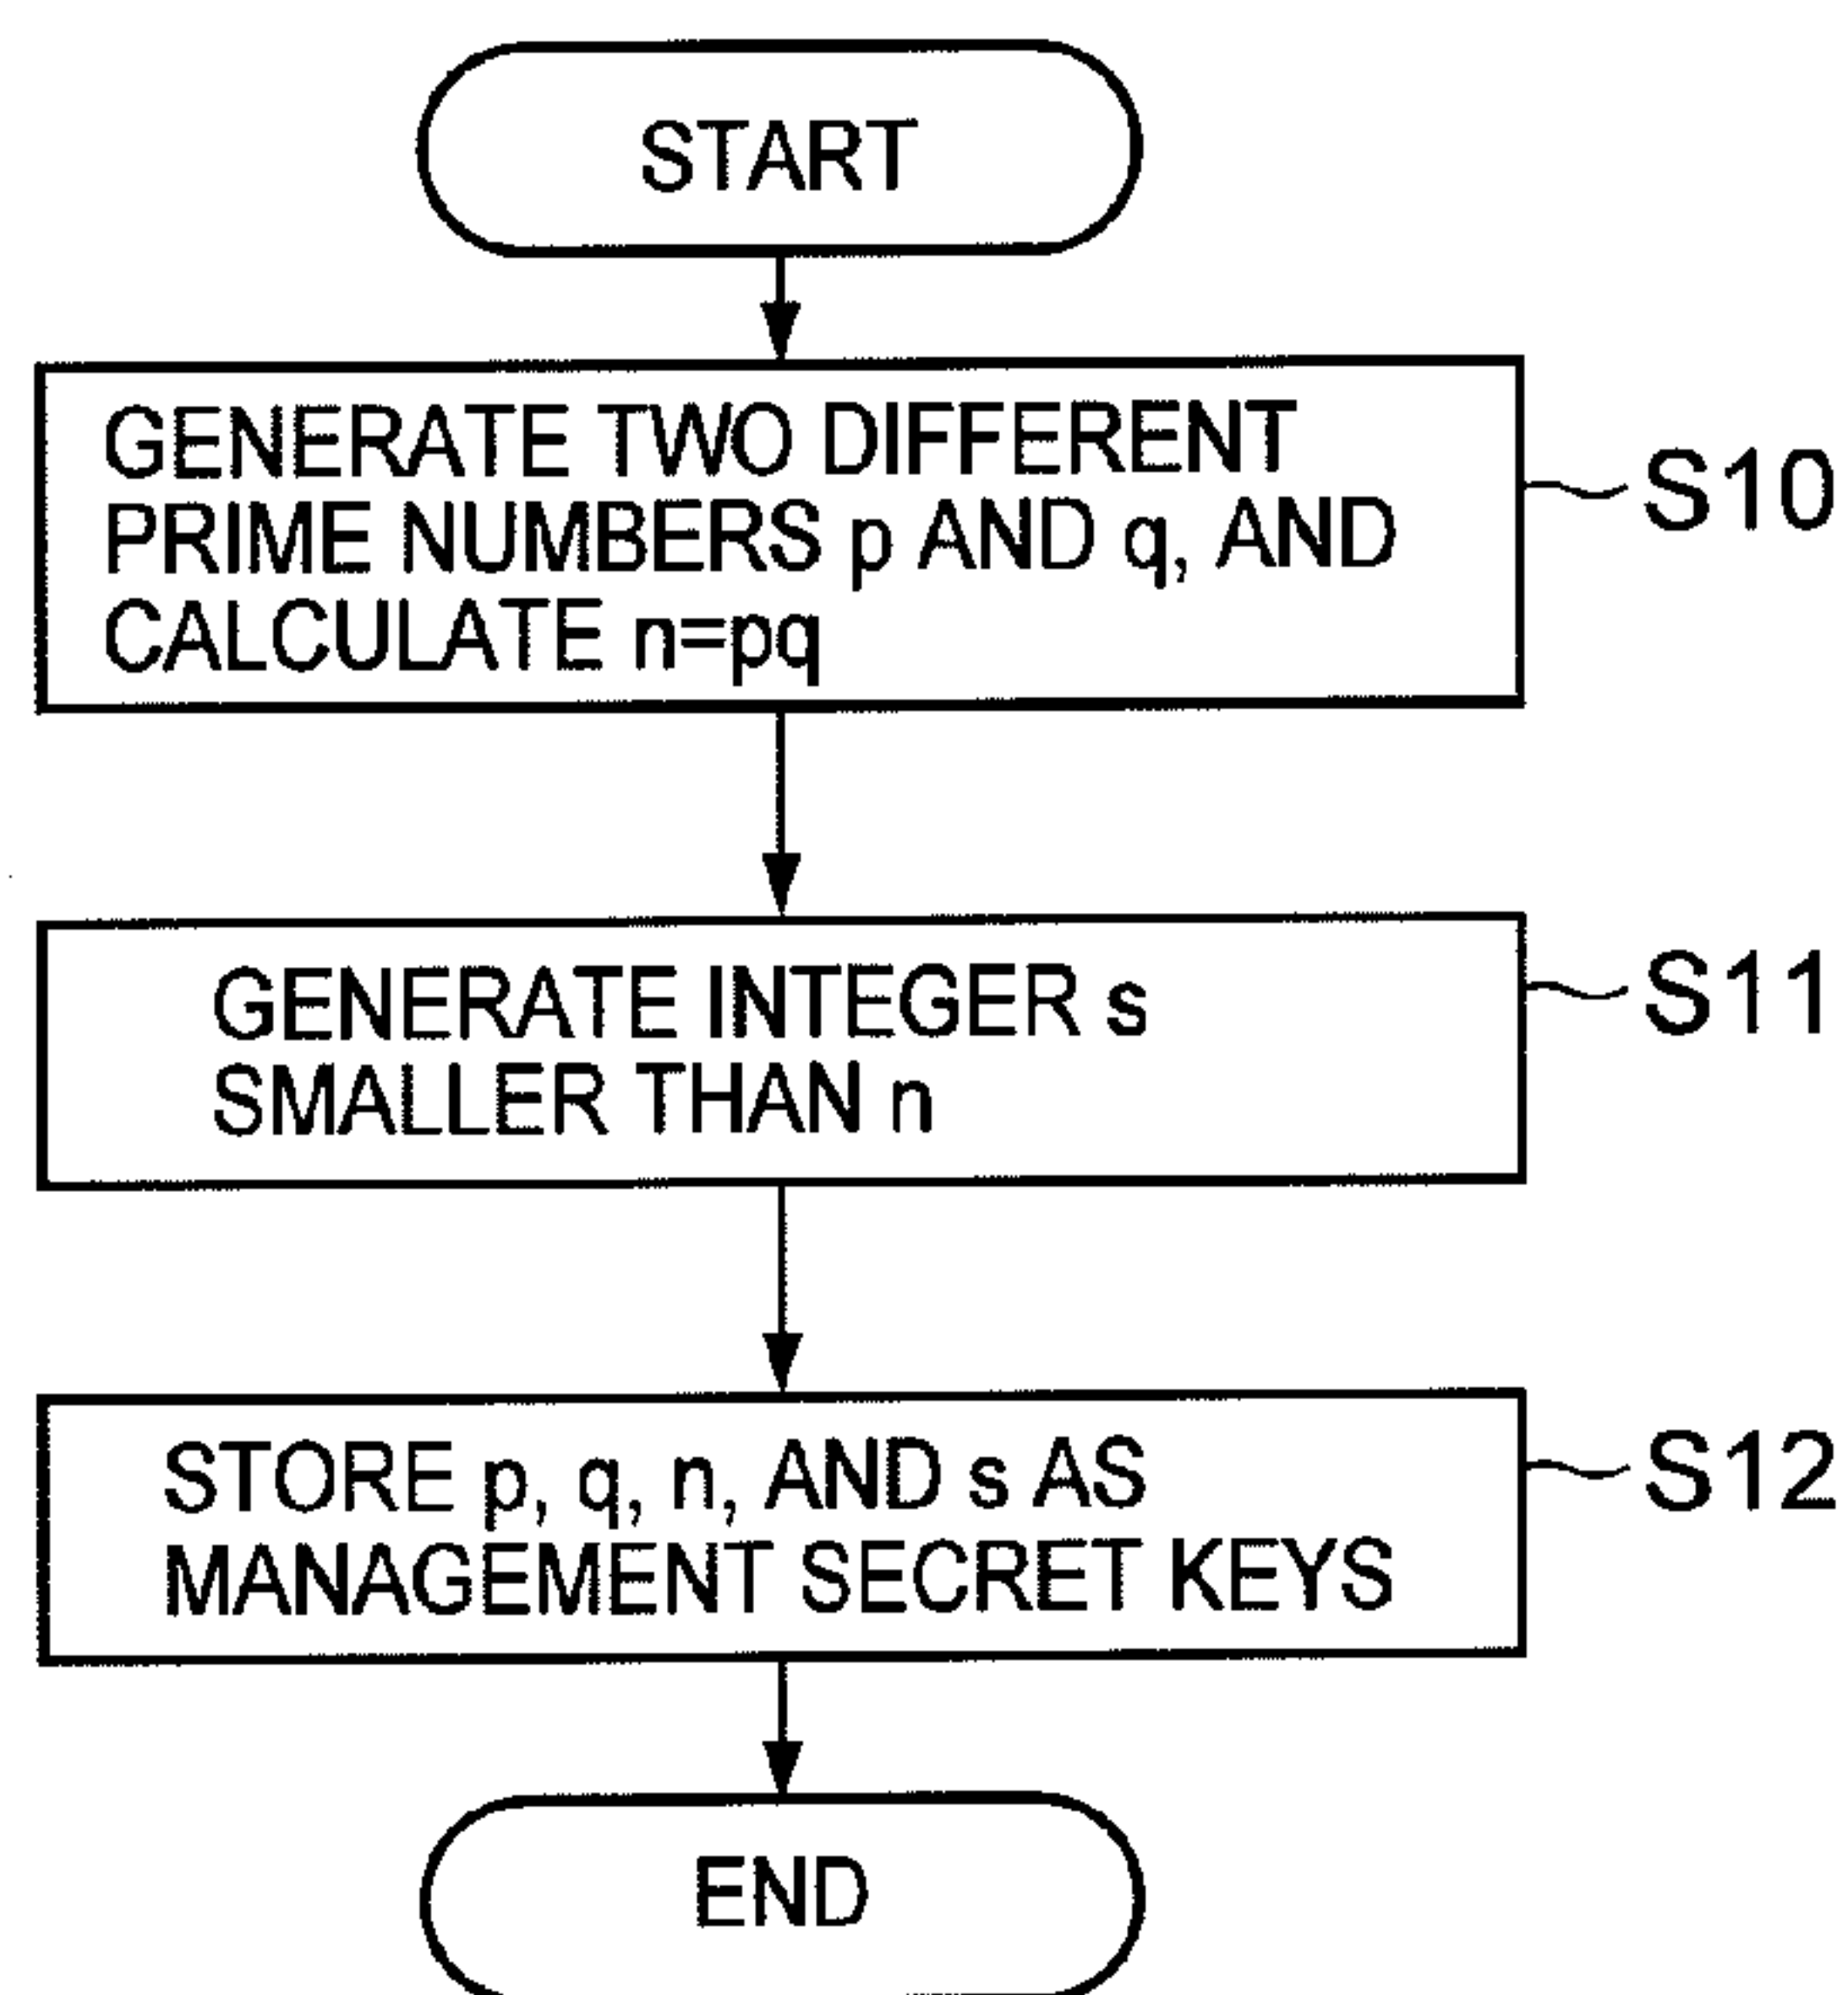 START
GENERATE TWO DIFFERENT
PRIME NUMBERS p AND q, AND
CALCULATE n=pq
S10
GENERATE INTEGER s
SMALLER THAN n
S11
STORE p, q, n, AND s AS
MANAGEMENT SECRET KEYS
S12
END